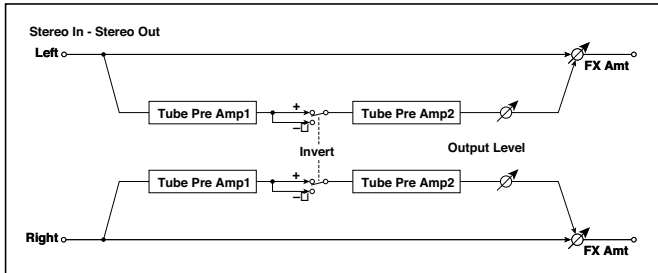 Stereo In - Stereo Out
Left
FX Amt
Tube Pre Amp1
+
−
Tube Pre Amp2
Invert
Output Level
Tube Pre Amp1
+
−
Tube Pre Amp2
Right
FX Amt